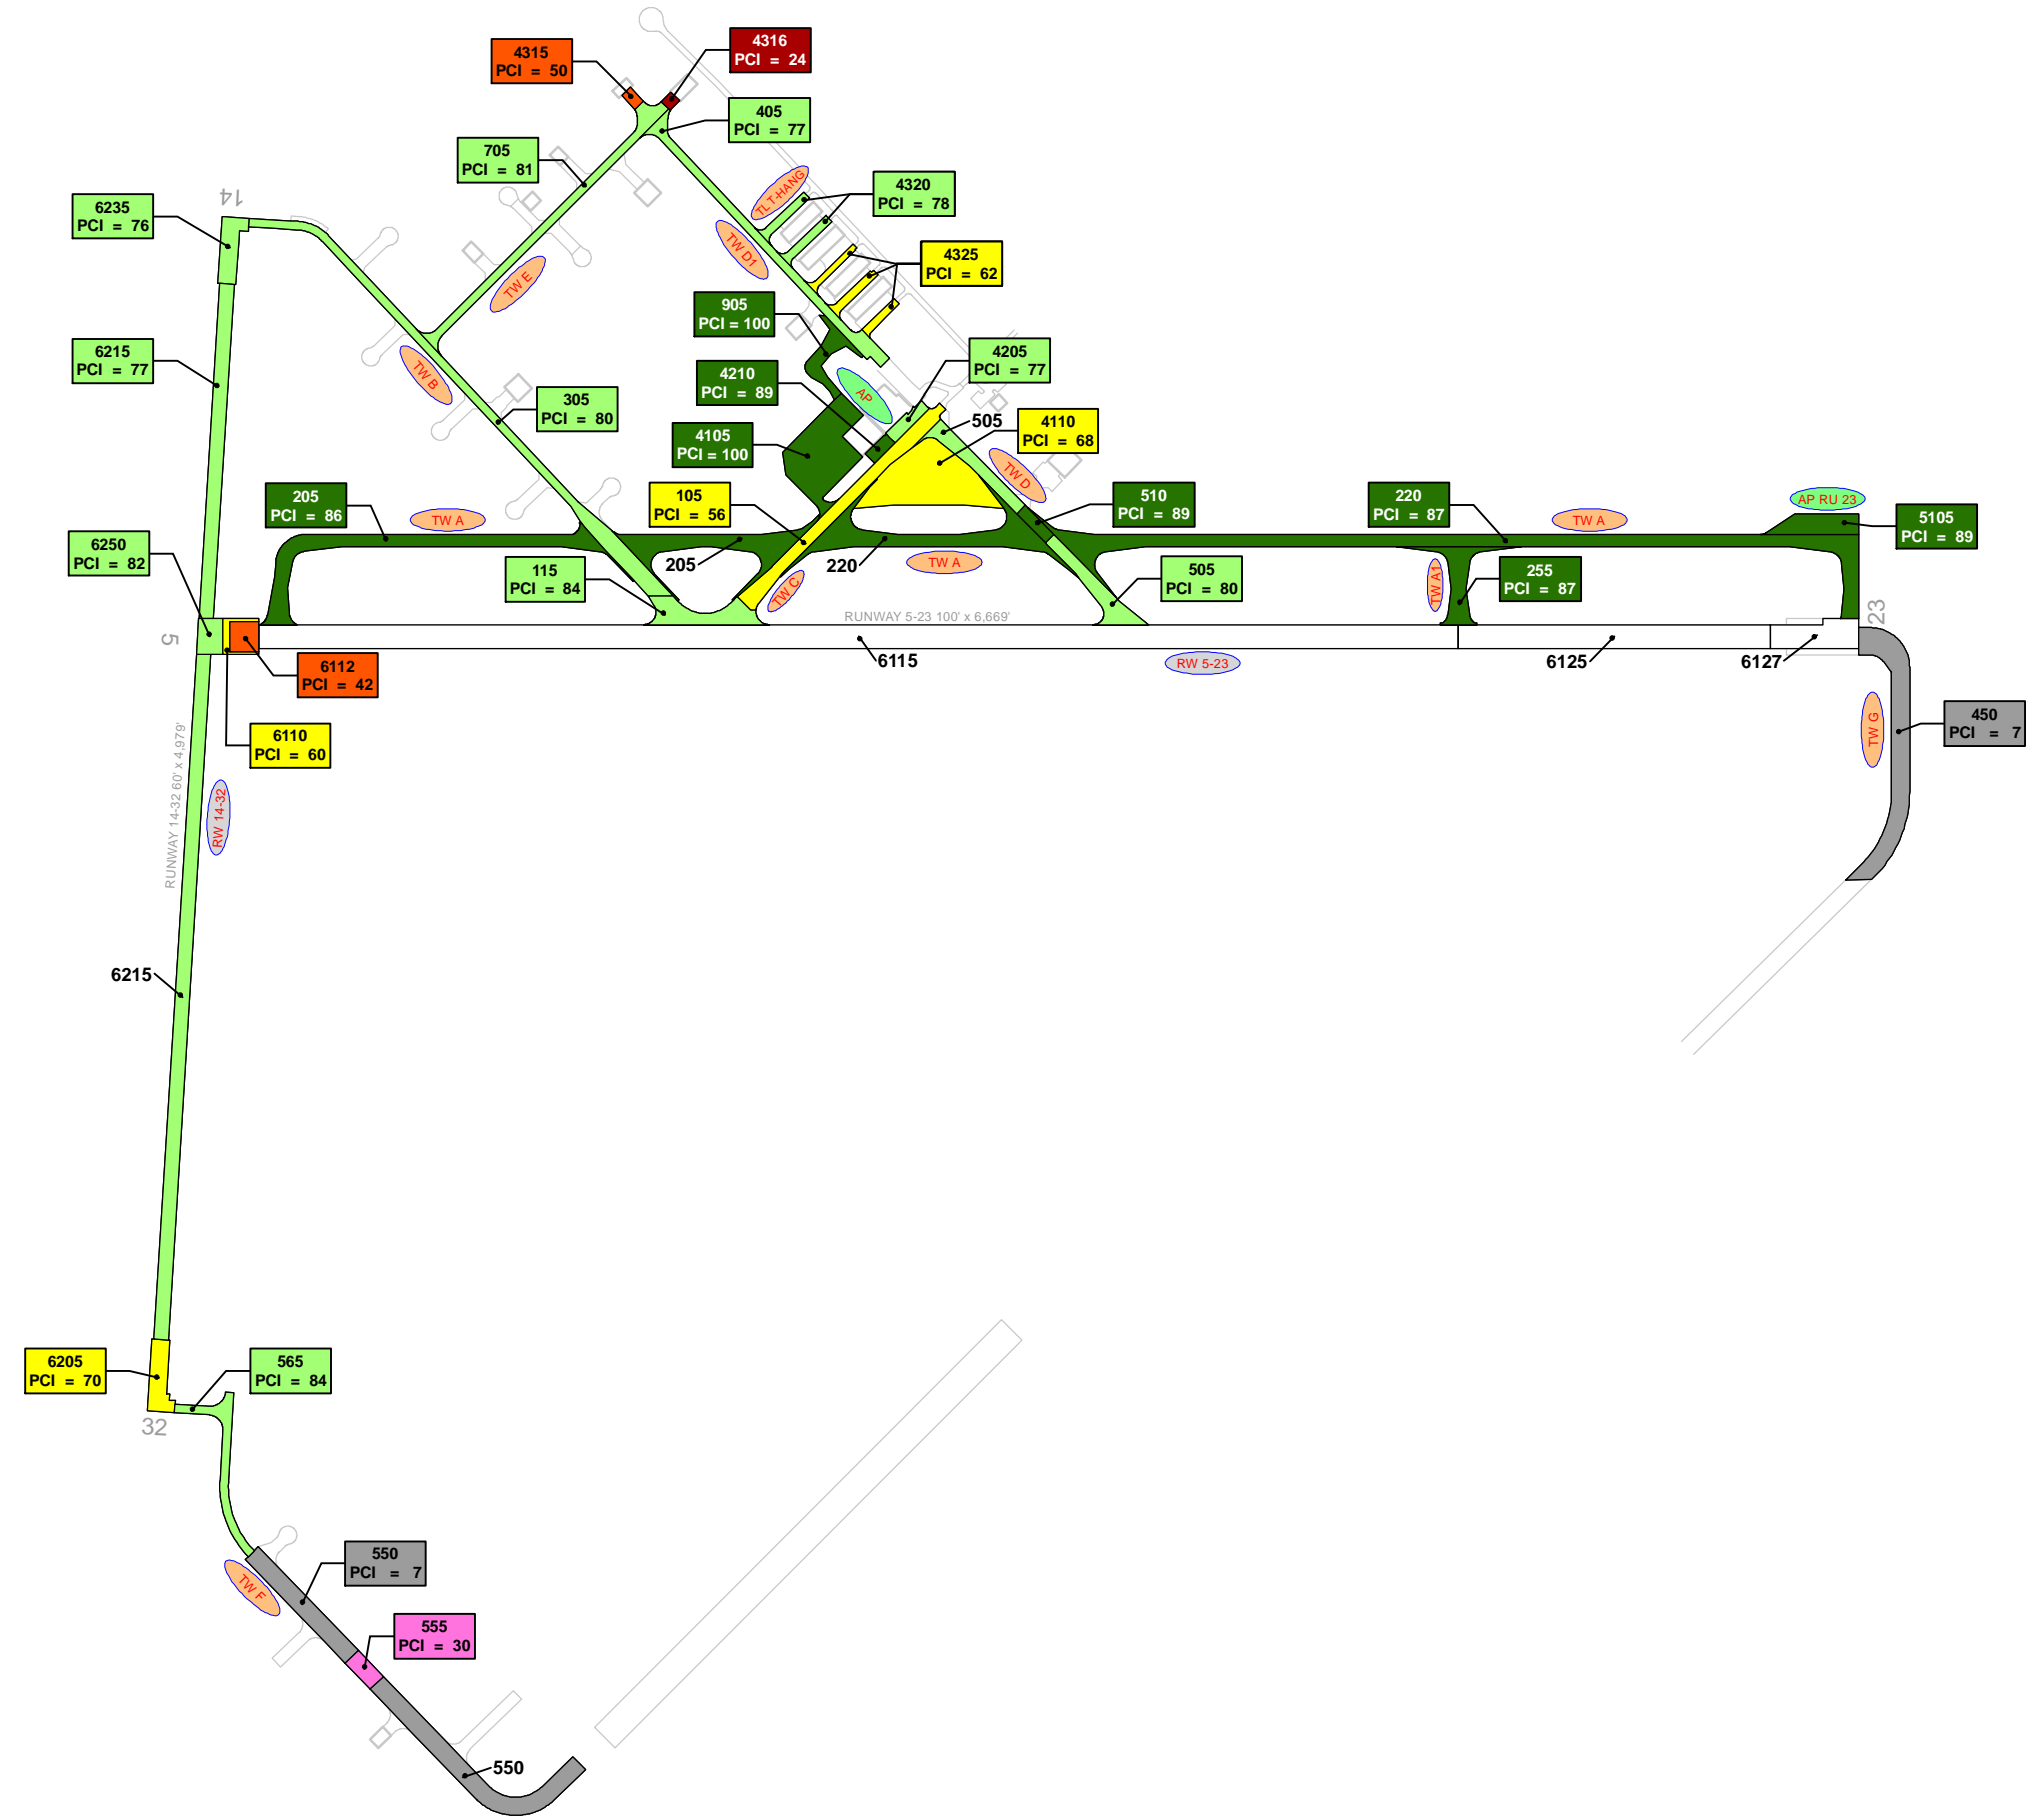 4315
PCI = 50
4316
PCI = 24
405
PCI = 77
705
PCI = 81
TL T-HANG
4320
PCI = 78
14
6235
PCI = 76
TW D1
4325
PCI = 62
TW E
905
PCI = 100
6215
PCI = 77
TW B
4210
PCI = 89
AP
4205
PCI = 77
305
PCI = 80
505
4110
PCI = 68
4105
PCI = 100
TW D
205
PCI = 86
TW A
105
PCI = 56
510
PCI = 89
220
PCI = 87
TW A
AP RU 23
5105
PCI = 89
6250
PCI = 82
205
220
TW A
115
PCI = 84
TW C
505
PCI = 80
TW A1
255
PCI = 87
RUNWAY 5-23 100' x 6,669'
23
5
6112
PCI = 42
6115
RW 5-23
6125
6127
6110
PCI = 60
TW G
450
PCI = 7
RUNWAY 14-32 60' x 4,979'
RW 14-32
6215
6205
PCI = 70
565
PCI = 84
32
550
PCI = 7
TW F
555
PCI = 30
550